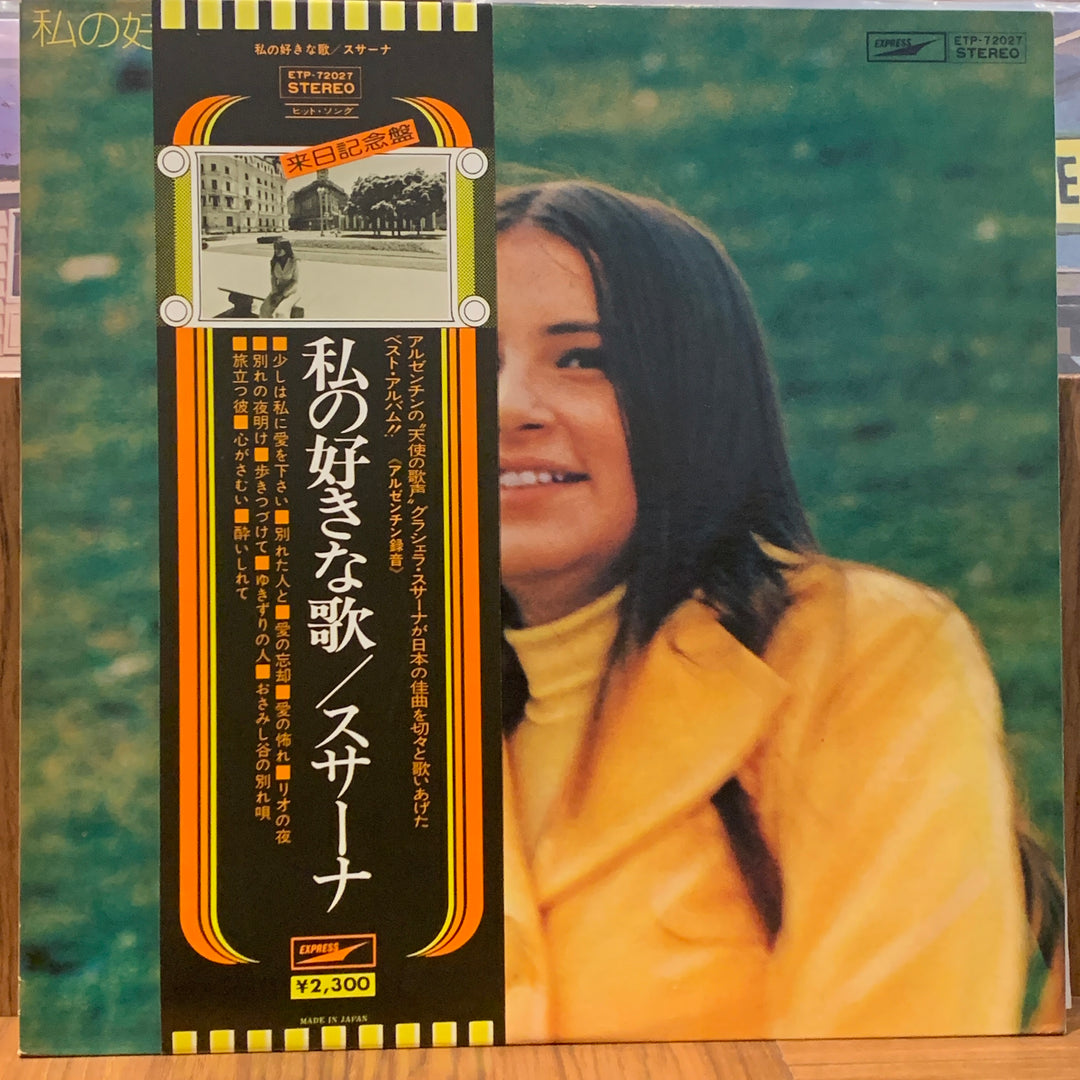 私の好
私の好きな歌／スサーナ
ETP-72027
STEREO
ヒット・ソング
来日記念盤
アルゼンチンの〝天使の歌声〟グラシェラ・スサーナが日本の佳曲を切々と歌いあげた
ベスト・アルバム!!《アルゼンチン録音》
私の好きな歌／スサーナ
■少しは私に愛を下さい■別れた人と■愛の忘却■愛の怖れ■リオの夜
■別れの夜明け■歩きつづけて■ゆきずりの人■おさみし谷の別れ唄
■旅立つ彼■心がさむい■酔いしれて
EXPRESS
¥2,300
MADE IN JAPAN
EXPRESS
ETP-72027
STEREO
E